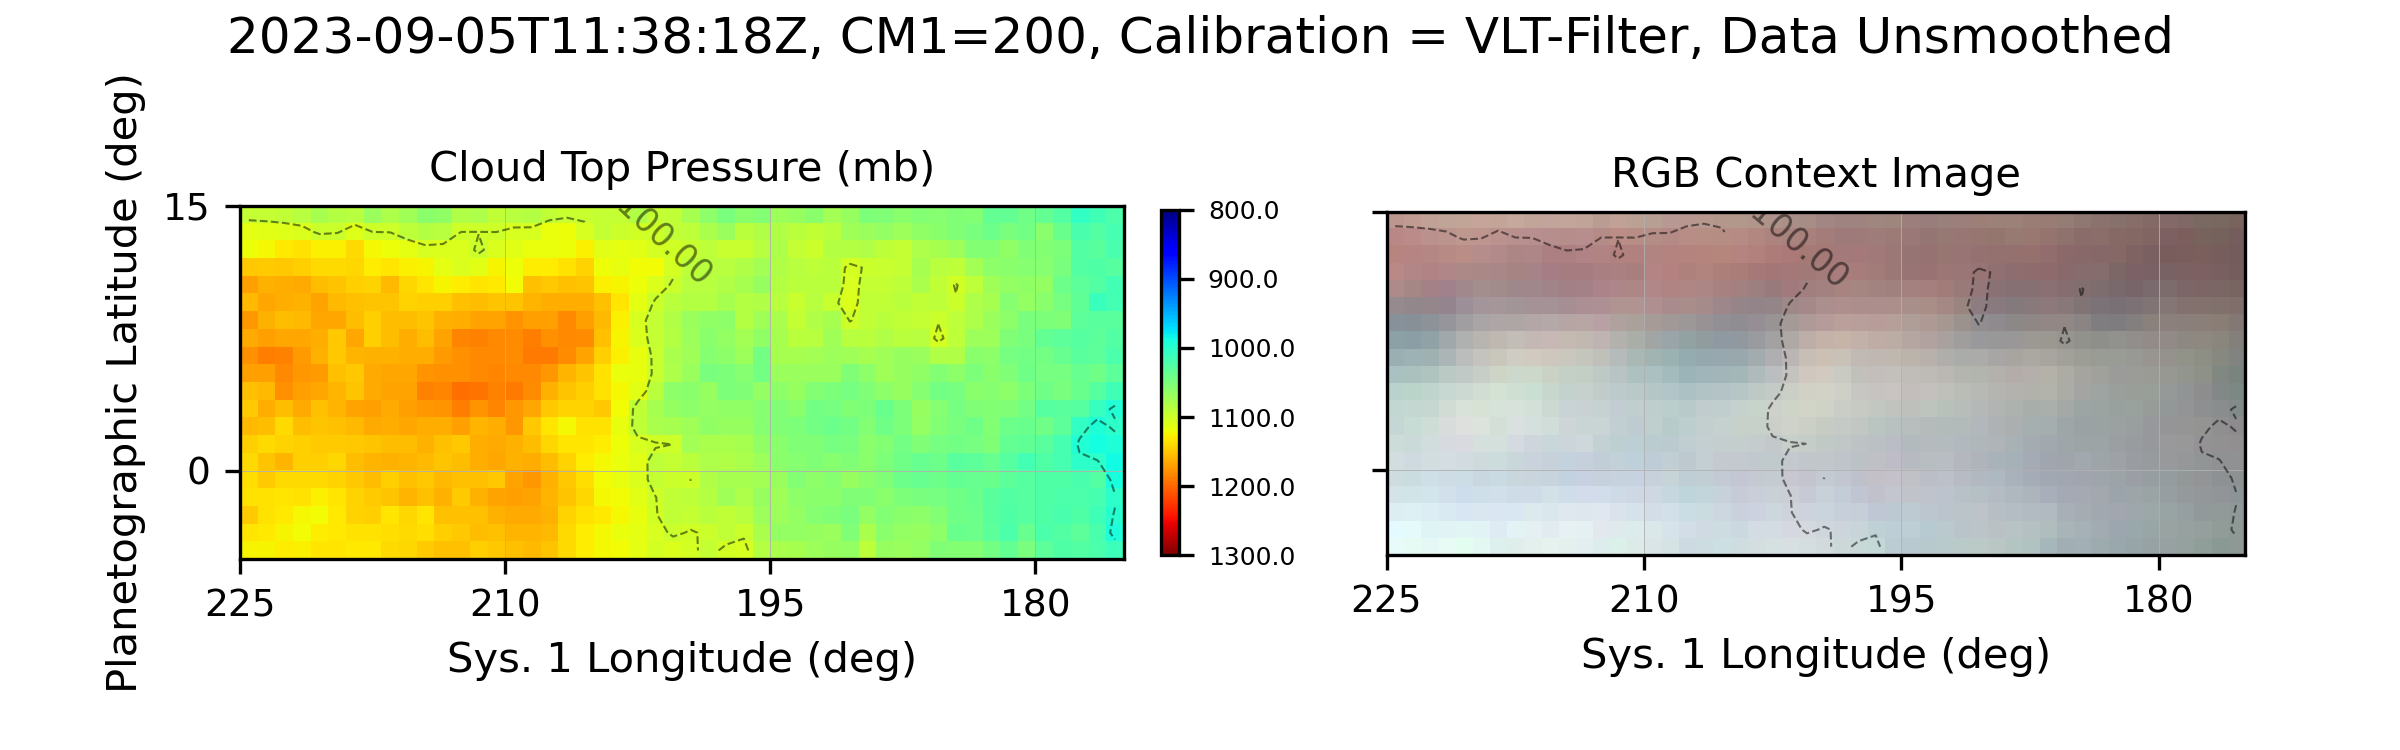 2023-09-05T11:38:18Z, CM1=200, Calibration = VLT-Filter, Data Unsmoothed
Cloud Top Pressure (mb)
Planetographic Latitude (deg)
15
0
100.00
225 210 195 180
Sys. 1 Longitude (deg)
800.0
900.0
1000.0
1100.0
1200.0
1300.0
RGB Context Image
100.00
225 210 195 180
Sys. 1 Longitude (deg)